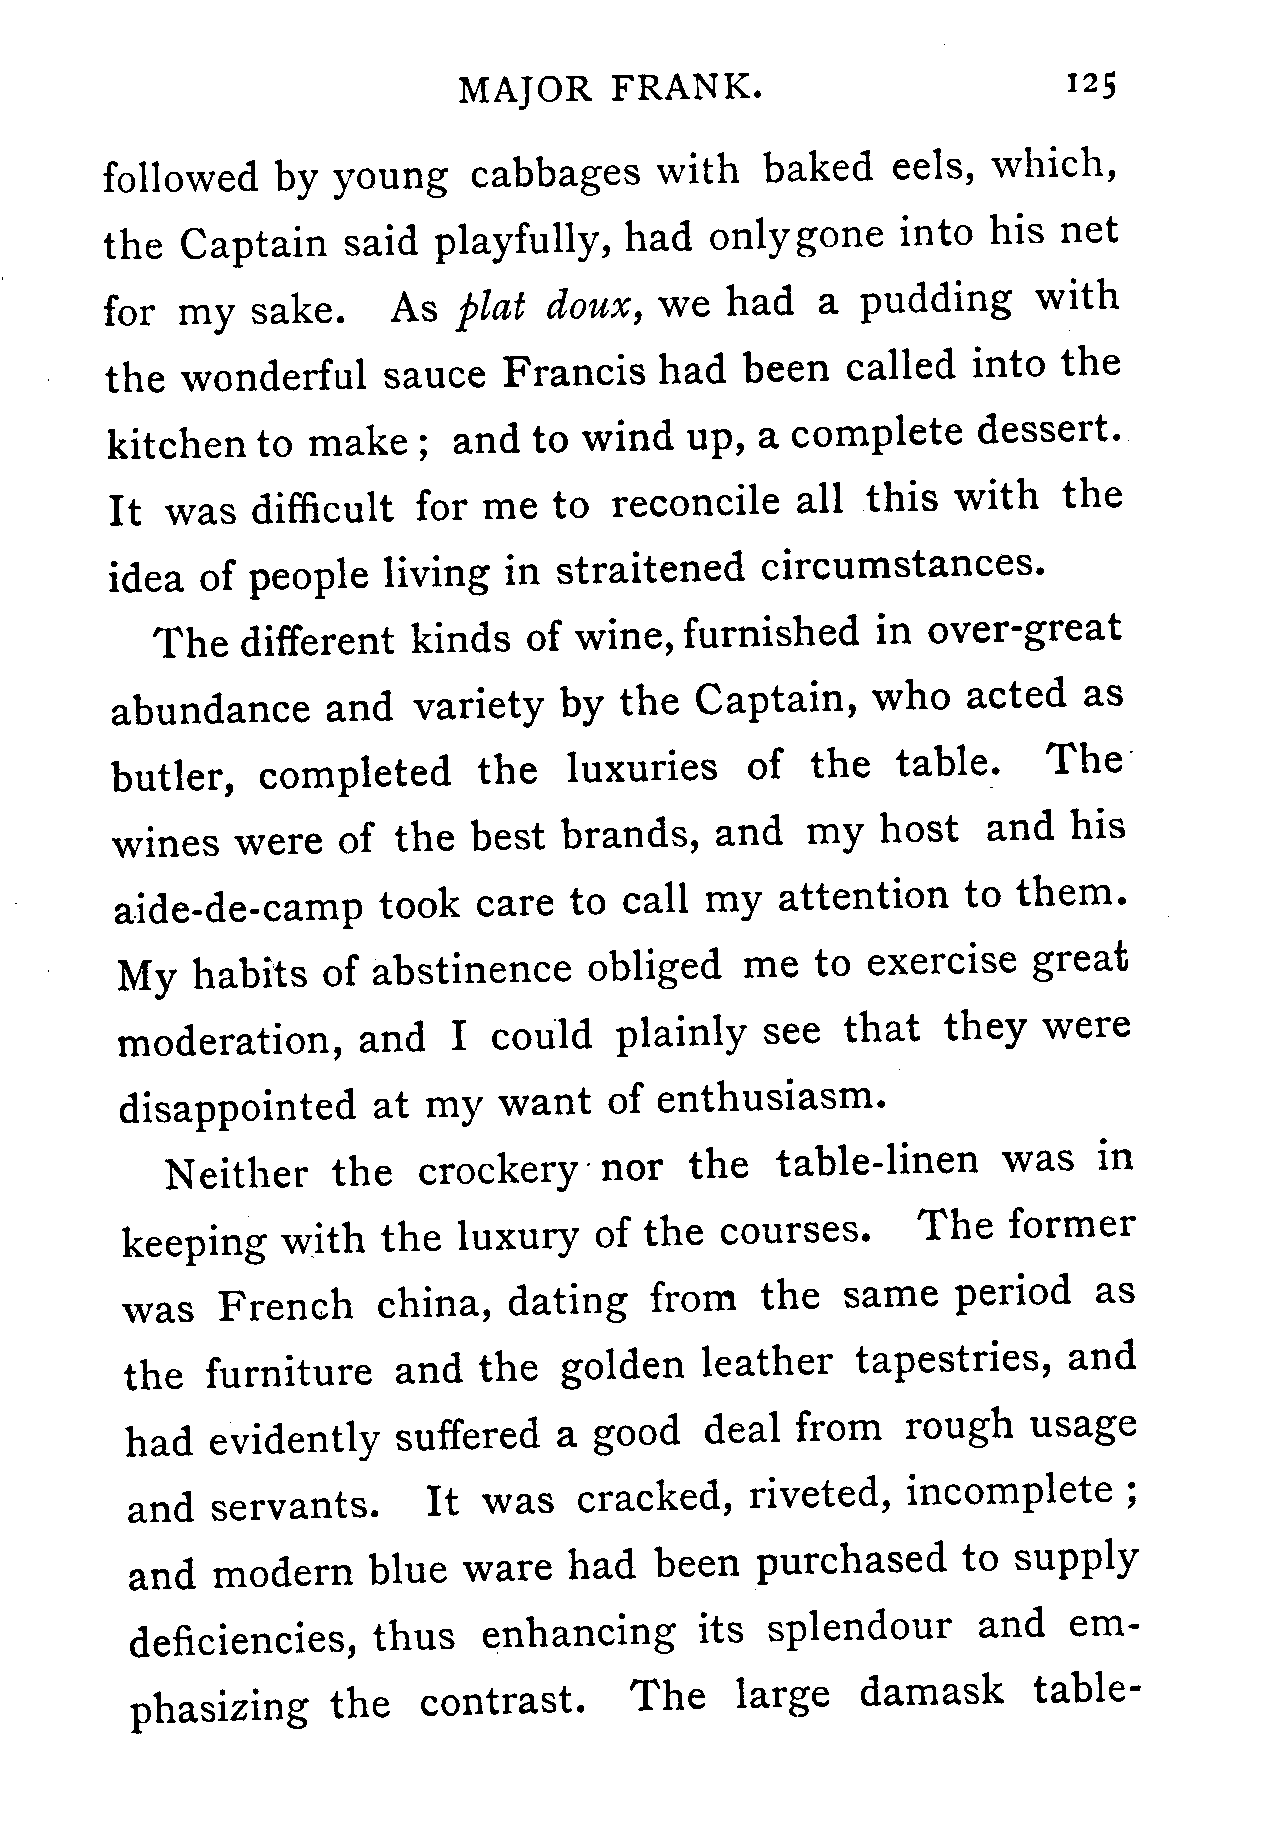 MAJOR FRANK. 125
followed by young cabbages with baked eels, which,
the Captain said playfully, had only gone into his net
for my sake. As plat doux, we had a pudding with
the wonderful sauce Francis had been called into the
kitchen to make ; and to wind up, a complete dessert.
It was difficult for me to reconcile all this with the
idea of people living in straitened circumstances.
The different kinds of wine, furnished in over-great
abundance and variety by the Captain, who acted as
butler, completed the luxuries of the table. The
wines were of the best brands, and my host and his
aide-de-camp took care to call my attention to them.
My habits of abstinence obliged me to exercise great
moderation, and I could plainly see that they were
disappointed at my want of enthusiasm.
Neither the crockery nor the table-linen was in
keeping with the luxury of the courses. The former
was French china, dating from the same period as
the furniture and the golden leather tapestries, and
had evidently suffered a good deal from rough usage
and servants. It was cracked, riveted, incomplete ;
and modern blue ware had been purchased to supply
deficiencies, thus enhancing its splendour and em-
phasizing the contrast. The large damask table-